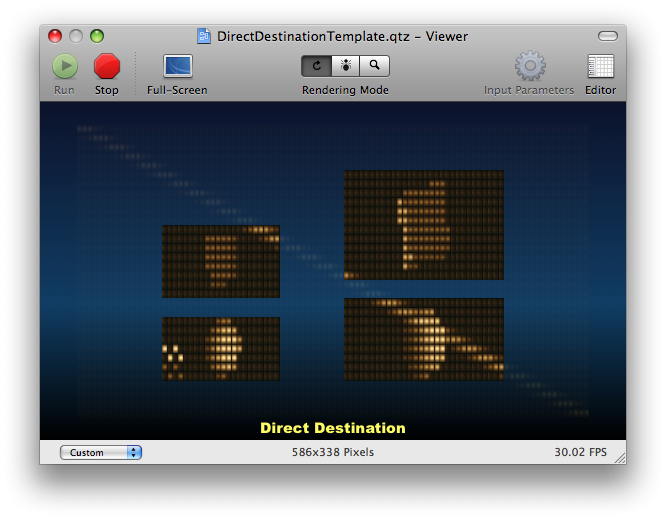 DirectDestinationTemplate.qtz – Viewer
Run Stop Full-Screen Rendering Mode Input Parameters Editor
Direct Destination
Custom 586x338 Pixels 30.02 FPS